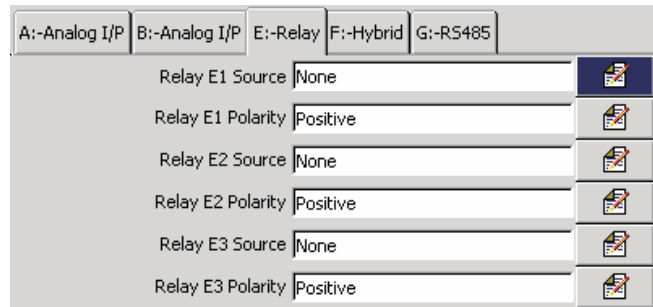 A:-Analog I/P B:-Analog I/P E:-Relay F:-Hybrid G:-RS485
Relay E1 Source None
Relay E1 Polarity Positive
Relay E2 Source None
Relay E2 Polarity Positive
Relay E3 Source None
Relay E3 Polarity Positive